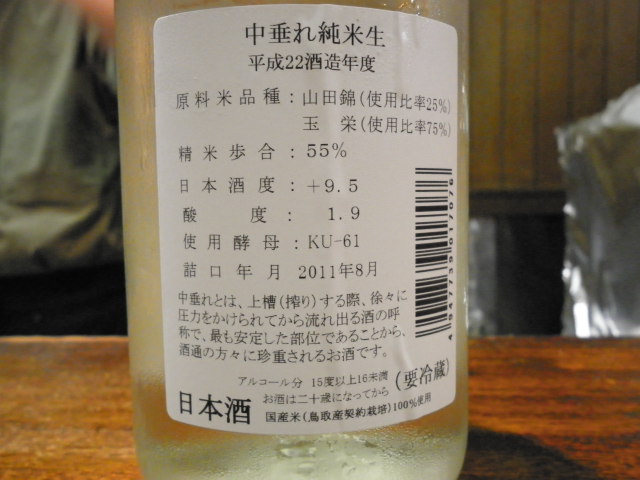 中垂れ純米生
平成22酒造年度
原料米品種：山田錦(使用比率25%)
玉　栄(使用比率75%)
精米歩合：55%
日本酒度：+9.5
酸　　度：1.9
使用酵母：KU-61
詰口年月　2011年8月
中垂れとは、上槽(搾り)する際、徐々に
圧力をかけられてから流れ出る酒の呼
称で、最も安定した部位であることから、
酒通の方々に珍重されるお酒です。
アルコール分　15度以上16未満
お酒は二十歳になってから
(要冷蔵)
日本酒
国産米(鳥取産契約栽培)100%使用
4947739017076